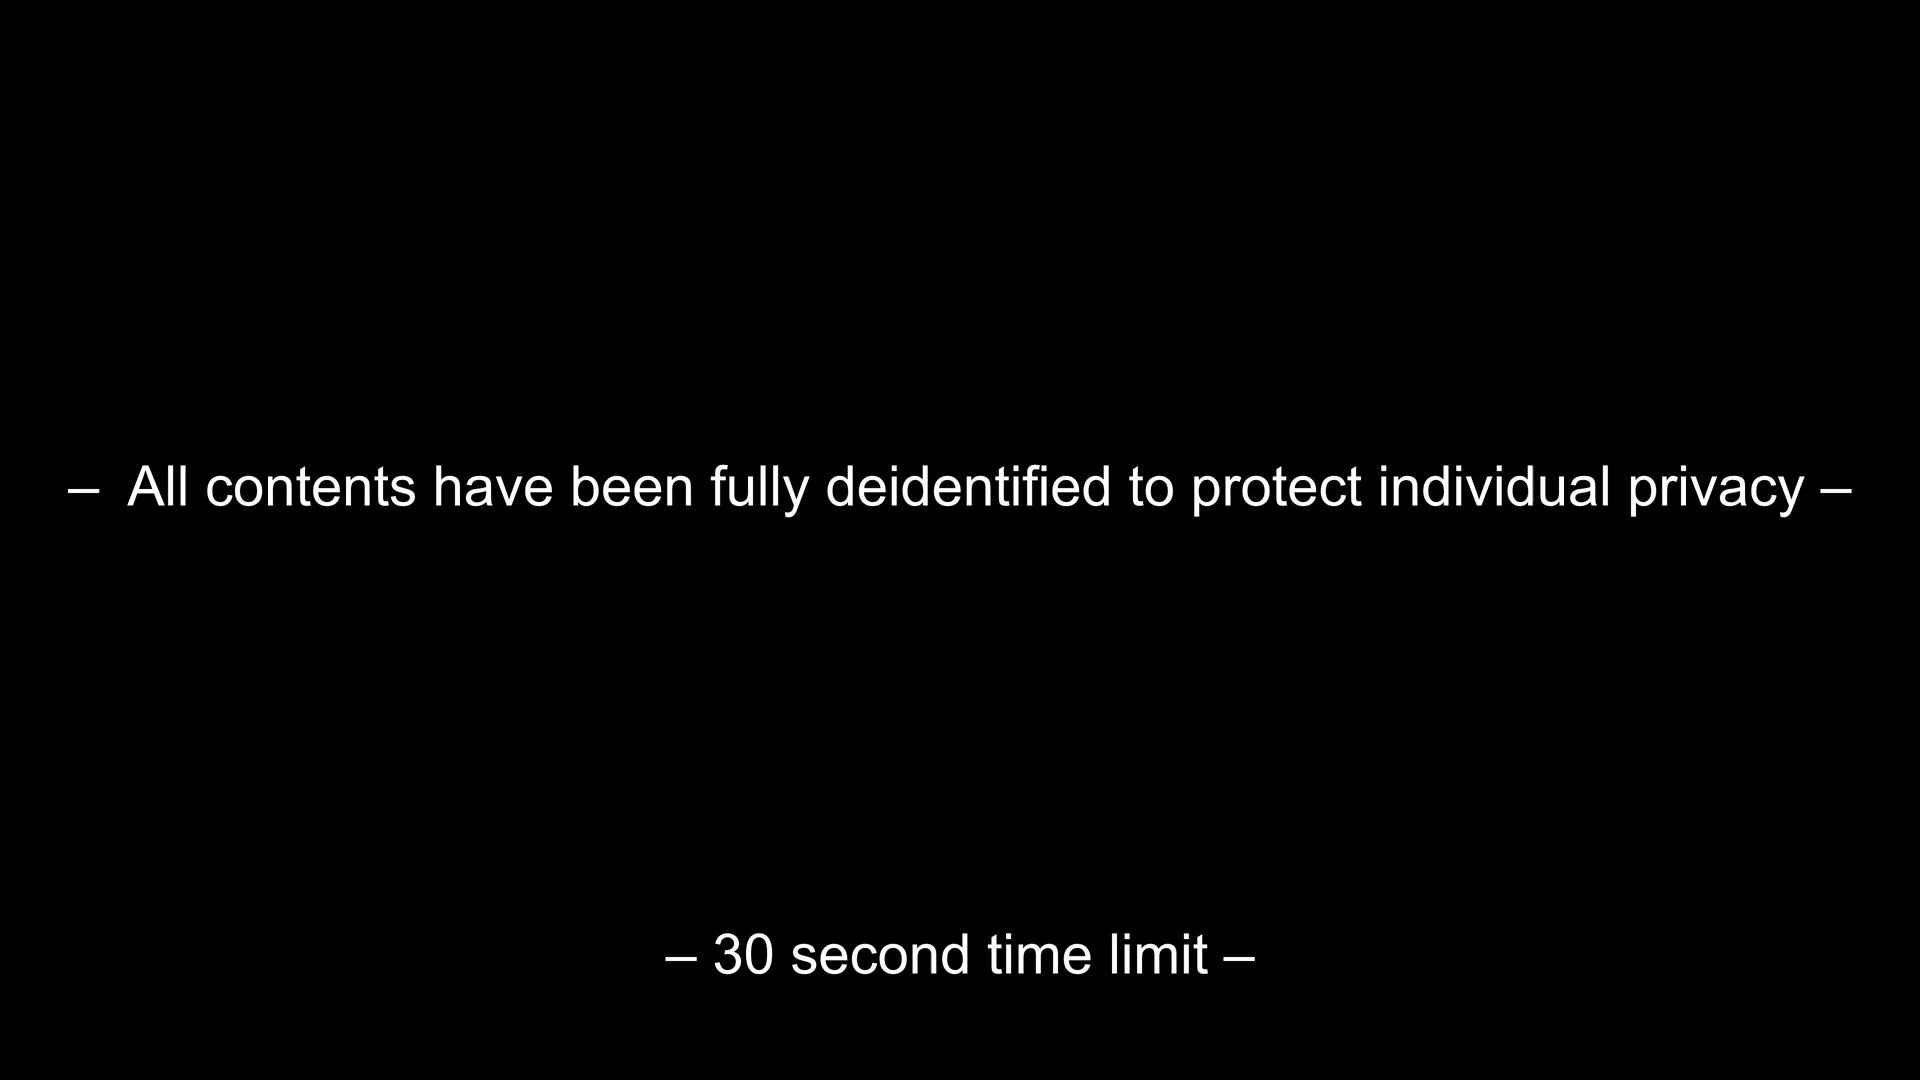 – All contents have been fully deidentified to protect individual privacy –
– 30 second time limit –